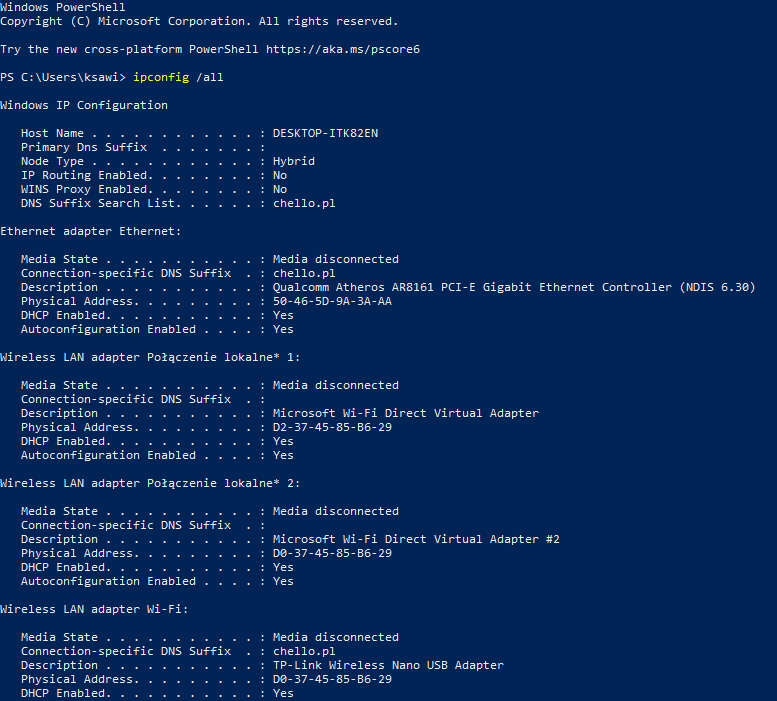 Windows PowerShell
Copyright (C) Microsoft Corporation. All rights reserved.
Try the new cross-platform PowerShell https://aka.ms/pscore6
PS C:\Users\ksawi> ipconfig /all
Windows IP Configuration
Host Name . . . . . . . . . . . . : DESKTOP-ITK82EN
Primary Dns Suffix  . . . . . . . :
Node Type . . . . . . . . . . . . : Hybrid
IP Routing Enabled. . . . . . . . : No
WINS Proxy Enabled. . . . . . . . : No
DNS Suffix Search List. . . . . . : chello.pl
Ethernet adapter Ethernet:
Media State . . . . . . . . . . . : Media disconnected
Connection-specific DNS Suffix  . : chello.pl
Description . . . . . . . . . . . : Qualcomm Atheros AR8161 PCI-E Gigabit Ethernet Controller (NDIS 6.30)
Physical Address. . . . . . . . . : 50-46-5D-9A-3A-AA
DHCP Enabled. . . . . . . . . . . : Yes
Autoconfiguration Enabled . . . . : Yes
Wireless LAN adapter Połączenie lokalne* 1:
Media State . . . . . . . . . . . : Media disconnected
Connection-specific DNS Suffix  . :
Description . . . . . . . . . . . : Microsoft Wi-Fi Direct Virtual Adapter
Physical Address. . . . . . . . . : D2-37-45-85-B6-29
DHCP Enabled. . . . . . . . . . . : Yes
Autoconfiguration Enabled . . . . : Yes
Wireless LAN adapter Połączenie lokalne* 2:
Media State . . . . . . . . . . . : Media disconnected
Connection-specific DNS Suffix  . :
Description . . . . . . . . . . . : Microsoft Wi-Fi Direct Virtual Adapter #2
Physical Address. . . . . . . . . : D0-37-45-85-B6-29
DHCP Enabled. . . . . . . . . . . : Yes
Autoconfiguration Enabled . . . . : Yes
Wireless LAN adapter Wi-Fi:
Media State . . . . . . . . . . . : Media disconnected
Connection-specific DNS Suffix  . : chello.pl
Description . . . . . . . . . . . : TP-Link Wireless Nano USB Adapter
Physical Address. . . . . . . . . : D0-37-45-85-B6-29
DHCP Enabled. . . . . . . . . . . : Yes